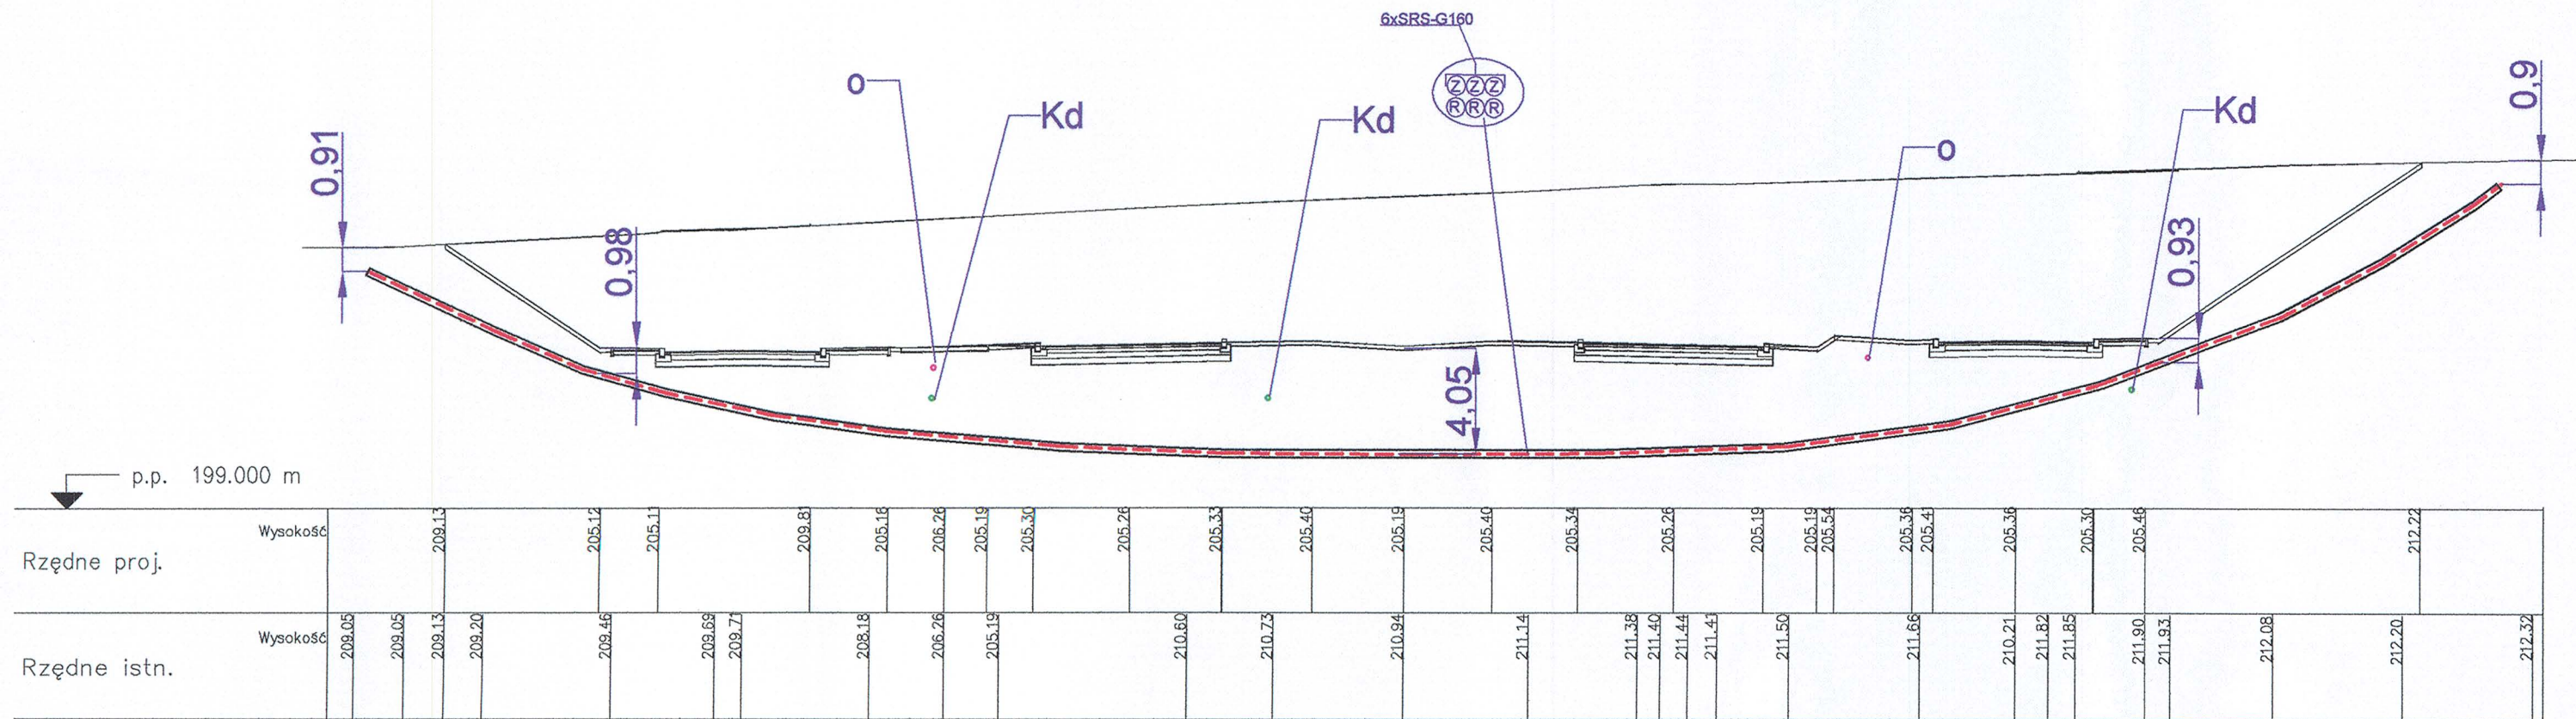 6xSRS-G160
Z Z Z
R R R
o
Kd
Kd
o
Kd
0,91
0,98
4,05
0,93
0,9
p.p. 199.000 m
Wysokość
Rzędne proj.
209.13 205.12 205.11 209.81 205.18 206.26 205.19 205.30 205.26 205.33 205.40 205.19 205.40 205.34 205.26 205.19 205.19 205.54 205.36 205.41 205.36 205.30 205.46 212.22
Wysokość
Rzędne istn.
209.05 209.05 209.13 209.20 209.46 209.69 209.71 208.18 206.26 205.19 210.60 210.73 210.94 211.14 211.38 211.40 211.44 211.41 211.50 211.66 210.21 211.82 211.85 211.90 211.93 212.08 212.20 212.32